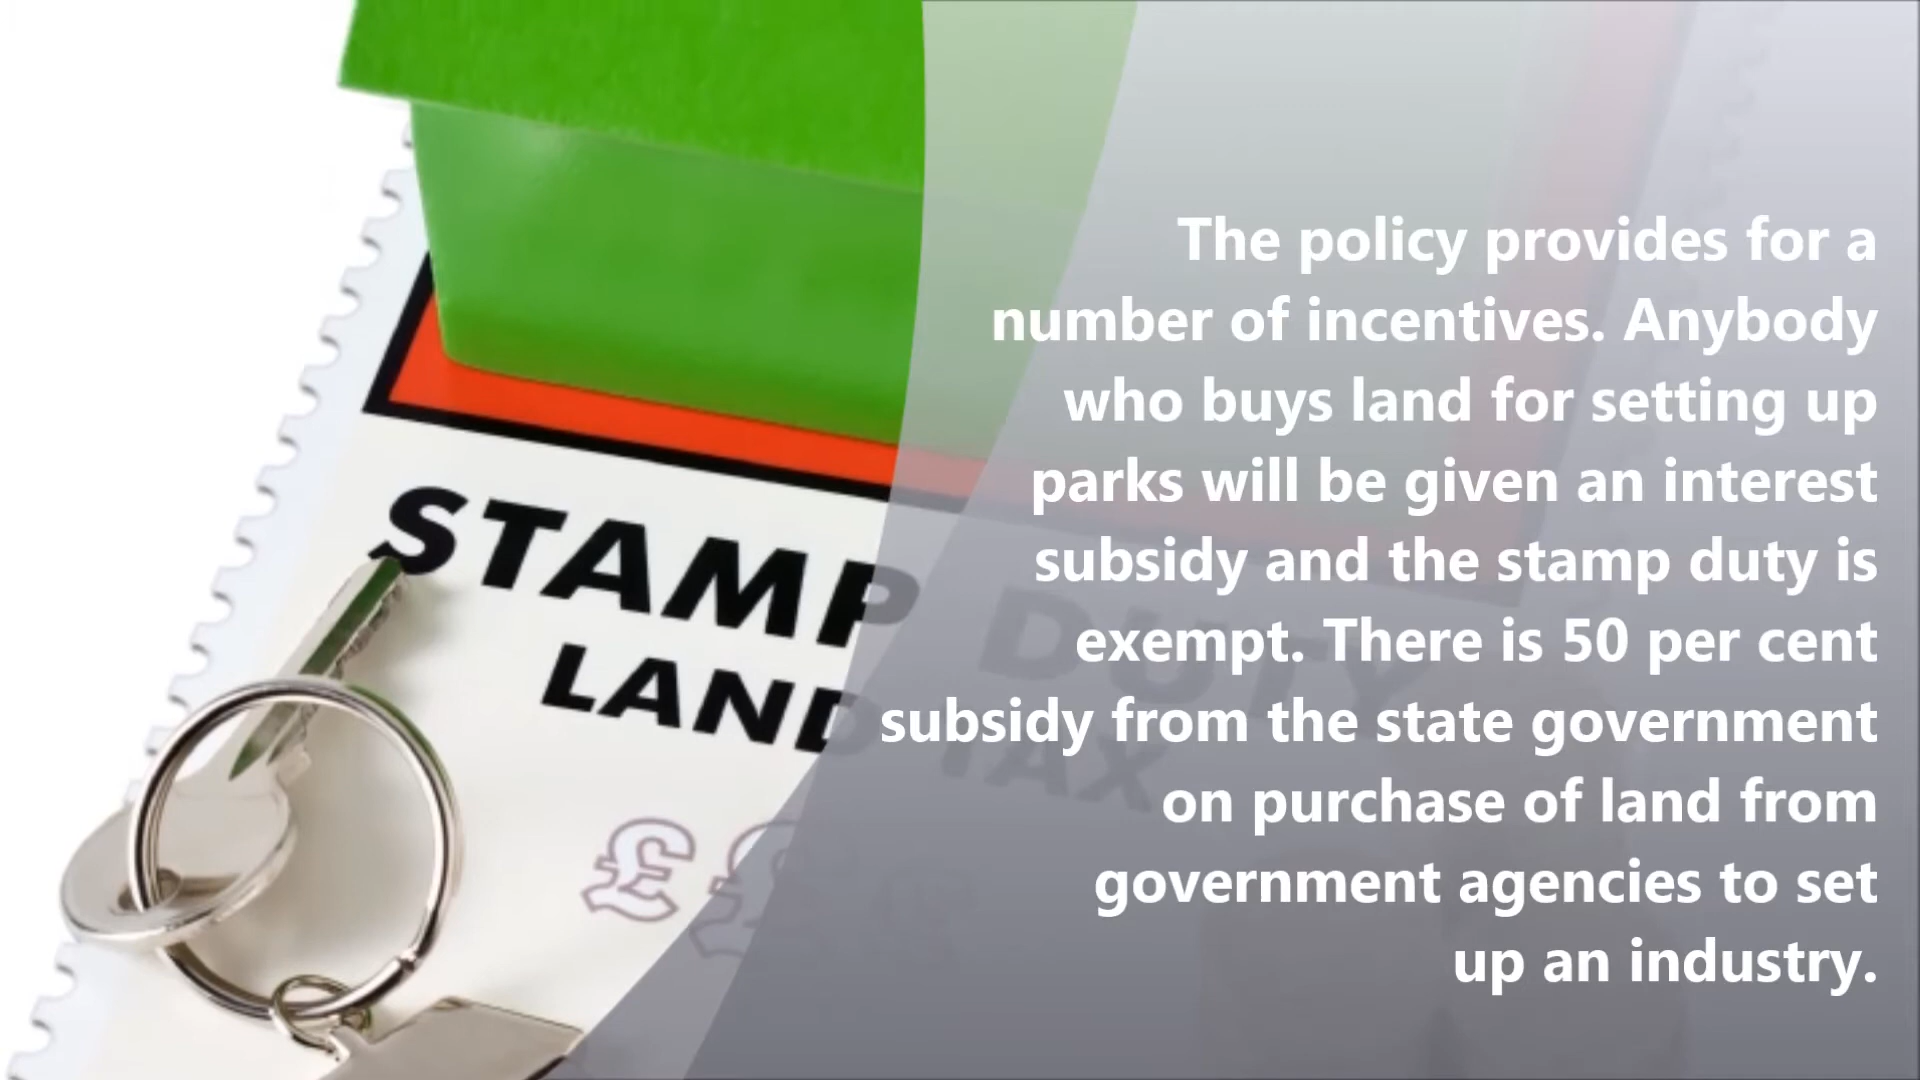 The policy provides for a
number of incentives. Anybody
who buys land for setting up
parks will be given an interest
subsidy and the stamp duty is
exempt. There is 50 per cent
subsidy from the state government
on purchase of land from
government agencies to set
up an industry.
STAMP DUTY
LAND TAX
££